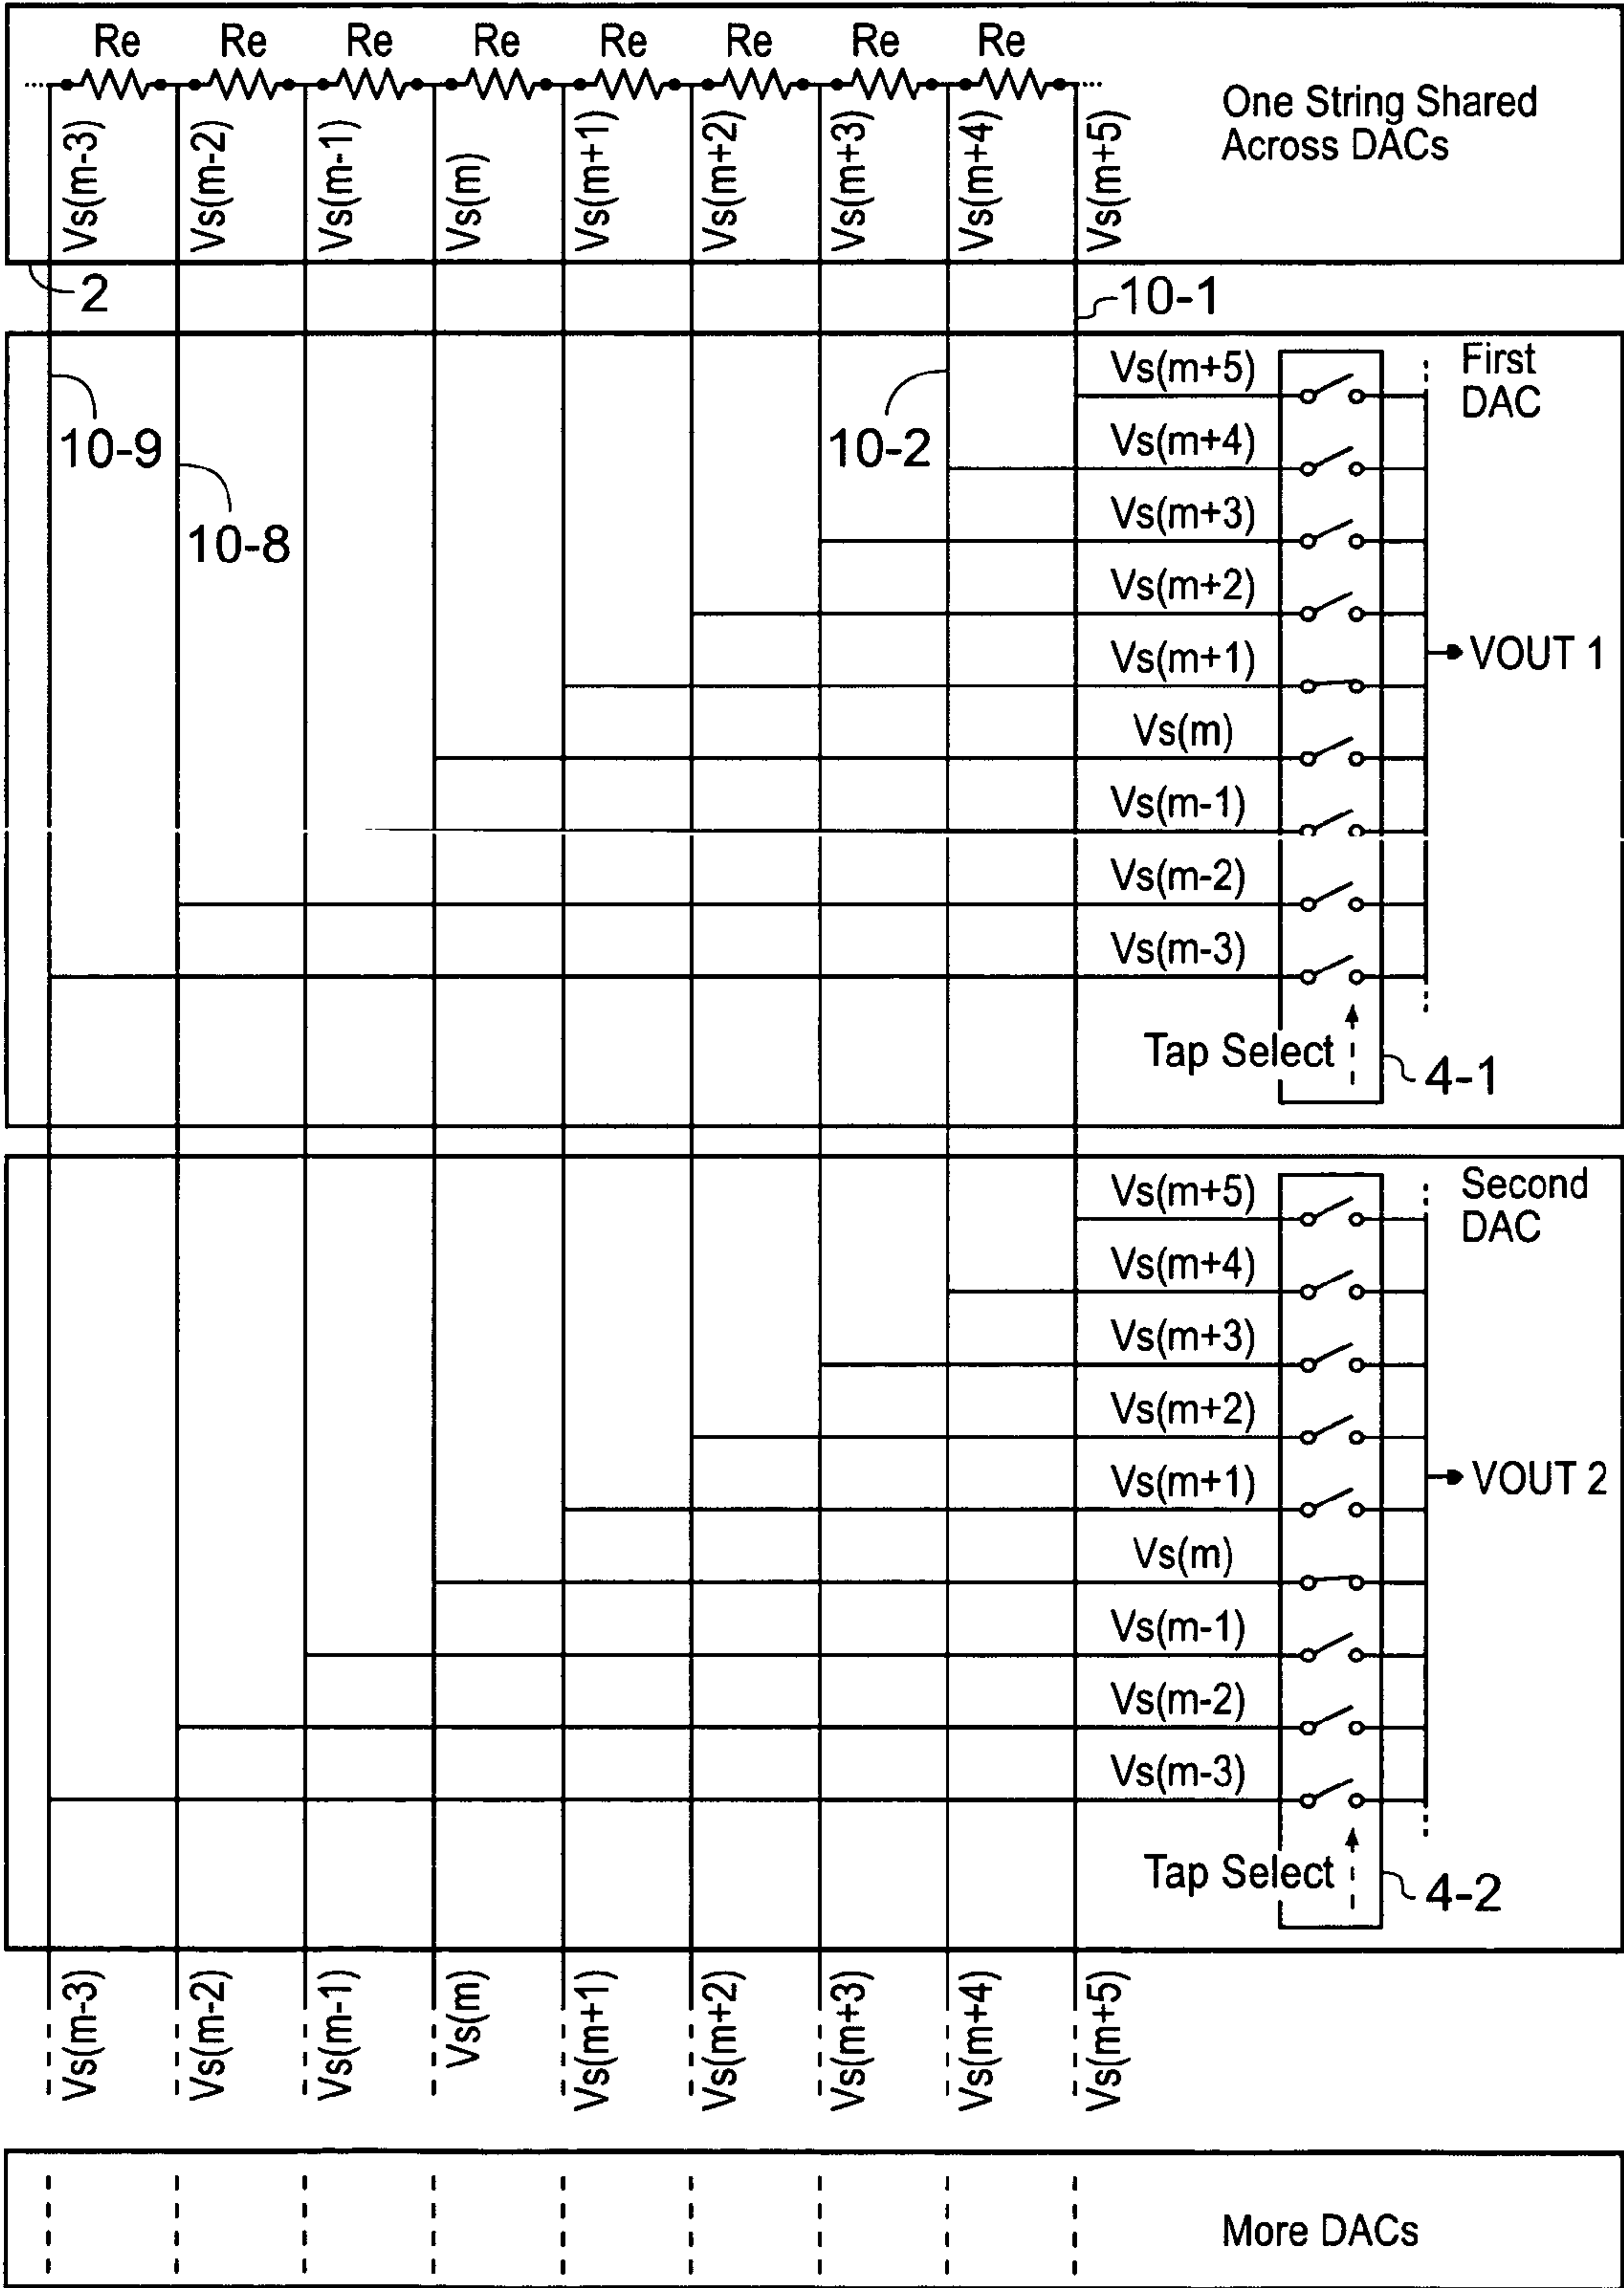 Re Re Re Re Re Re Re Re
One String Shared
Across DACs
Vs(m-3) Vs(m-2) Vs(m-1) Vs(m) Vs(m+1) Vs(m+2) Vs(m+3) Vs(m+4) Vs(m+5)
2
10-1
First
DAC
Vs(m+5)
10-9
10-2
Vs(m+4)
10-8
Vs(m+3)
Vs(m+2)
Vs(m+1)
VOUT 1
Vs(m)
Vs(m-1)
Vs(m-2)
Vs(m-3)
Tap Select
4-1
Second
DAC
Vs(m+5)
Vs(m+4)
Vs(m+3)
Vs(m+2)
Vs(m+1)
VOUT 2
Vs(m)
Vs(m-1)
Vs(m-2)
Vs(m-3)
Tap Select
4-2
Vs(m-3) Vs(m-2) Vs(m-1) Vs(m) Vs(m+1) Vs(m+2) Vs(m+3) Vs(m+4) Vs(m+5)
More DACs